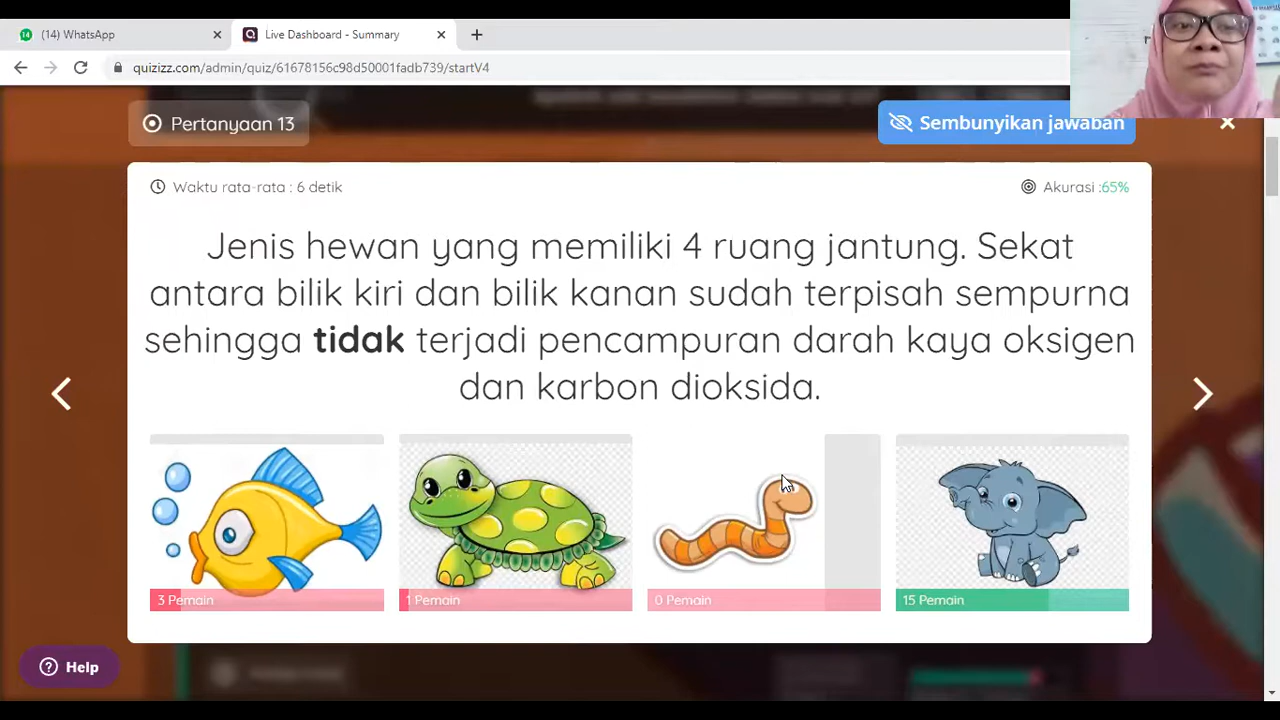 (14) WhatsApp
Live Dashboard - Summary
quizizz.com/admin/quiz/61678156c98d50001fadb739/startV4
Pertanyaan 13
Sembunyikan jawaban
Waktu rata-rata : 6 detik
Akurasi :65%
Jenis hewan yang memiliki 4 ruang jantung. Sekat
antara bilik kiri dan bilik kanan sudah terpisah sempurna
sehingga tidak terjadi pencampuran darah kaya oksigen
dan karbon dioksida.
3 Pemain
1 Pemain
0 Pemain
15 Pemain
Help